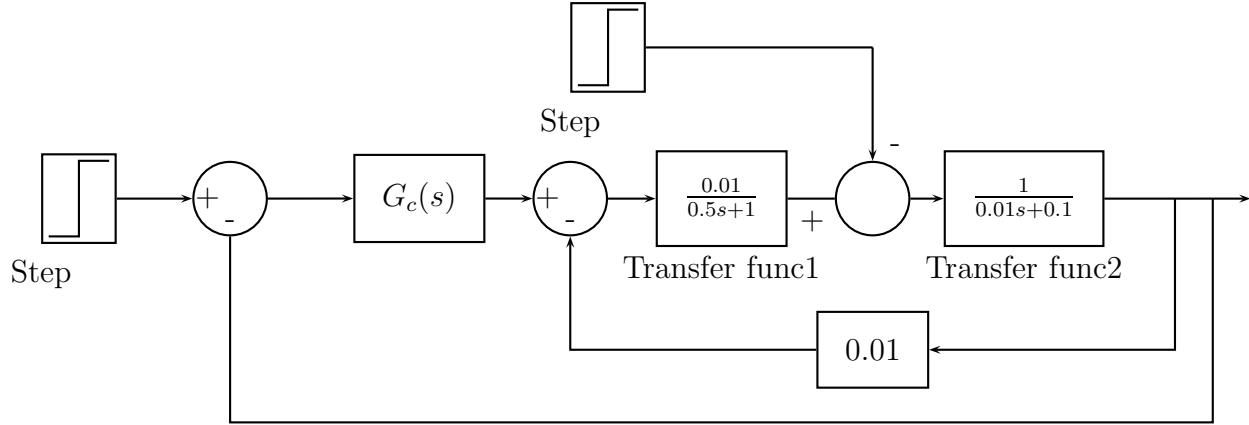 Step
-
+
-
Step
G_c(s)
+
-
0.01
0.5s+1
Transfer func1
+
1
0.01s+0.1
Transfer func2
0.01